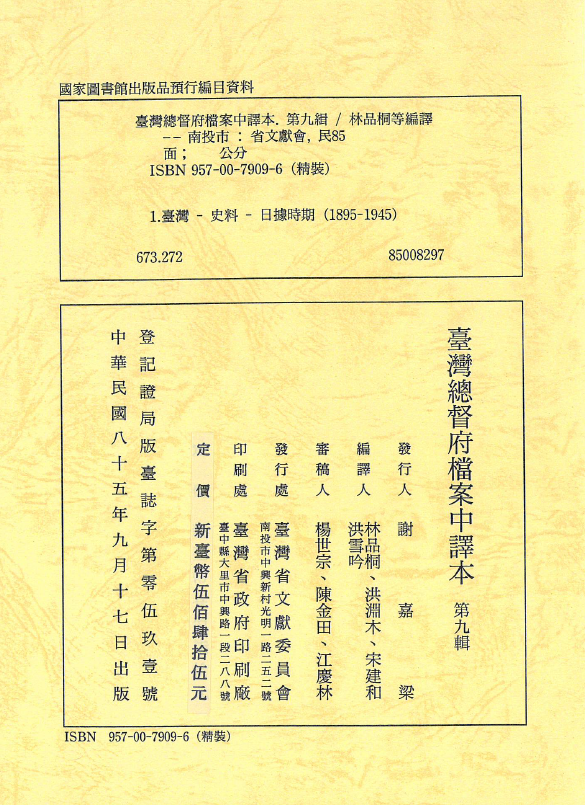 國家圖書館出版品預行編目資料
臺灣總督府檔案中譯本. 第九緝 / 林品桐等編譯
-- 南投市 : 省文獻會, 民85
面; 公分
ISBN 957-00-7909-6 (精裝)
1.臺灣 - 史料 - 日據時期 (1895-1945)
673.272 85008297
臺灣總督府檔案中譯本 第九輯
發行人 謝嘉梁
編譯人 林品桐、洪淵木、宋建和
洪雪吟
審稿人 楊世宗、陳金田、江慶林
發行處 臺灣省文獻委員會
南投市中興新村光明一路二五二號
印刷處 臺灣省政府印刷廠
臺中縣大里市中興路一段二八八號
定價 新臺幣伍佰肆拾伍元
登記證局版臺誌字第零伍玖壹號
中華民國八十五年九月十七日出版
ISBN 957-00-7909-6 (精裝)